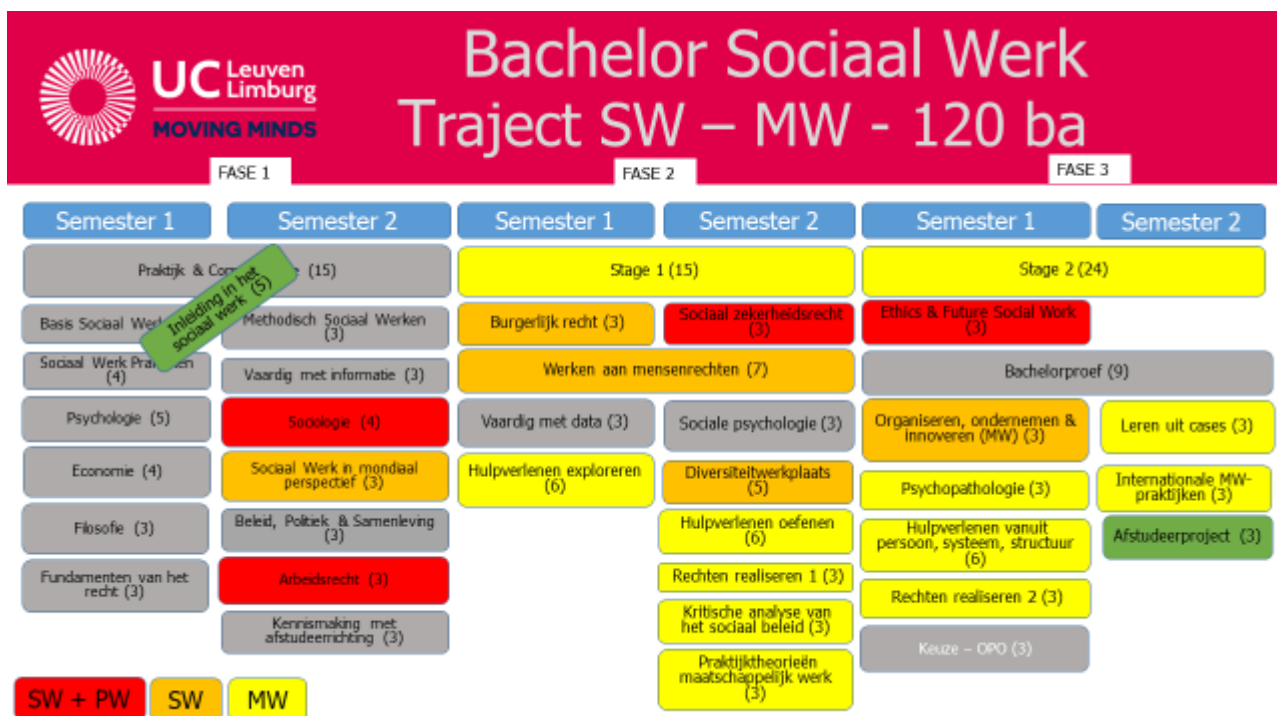 UC Leuven
Limburg
MOVING MINDS
Bachelor Sociaal Werk
Traject SW – MW - 120 ba
FASE 1
FASE 2
FASE 3
Semester 1
Semester 2
Semester 1
Semester 2
Semester 1
Semester 2
Praktijk & (15)
Inleiding in het
sociaal werk (5)
Stage 1 (15)
Stage 2 (24)
Basis Sociaal
Methodisch Sociaal Werken
(3)
Burgerlijk recht (3)
Sociaal zekerheidsrecht
(3)
Ethics & Future Social Work
(3)
Sociaal Werk
(4)
Vaardig met informatie (3)
Werken aan mensenrechten (7)
Bachelorproef (9)
Psychologie (5)
Sociologie (4)
Vaardig met data (3)
Sociale psychologie (3)
Organiseren, ondernemen &
innoveren (MW) (3)
Leren uit cases (3)
Economie (4)
Sociaal Werk in mondiaal
perspectief (3)
Hulpverlenen exploreren
(6)
Diversiteitwerkplaats
(5)
Psychopathologie (3)
Internationale MW-
praktijken (3)
Filosofie (3)
Beleid, Politiek & Samenleving
(3)
Hulpverlenen oefenen
(6)
Hulpverlenen vanuit
persoon, systeem, structuur
(6)
Afstudeerproject (3)
Fundamenten van het
recht (3)
Arbeidsrecht (3)
Rechten realiseren 1 (3)
Rechten realiseren 2 (3)
Kennismaking met
afstudeerrichting (3)
Kritische analyse van
het sociaal beleid (3)
Keuze – OPO (3)
Praktijktheorieën
maatschappelijk werk
(3)
SW + PW
SW
MW